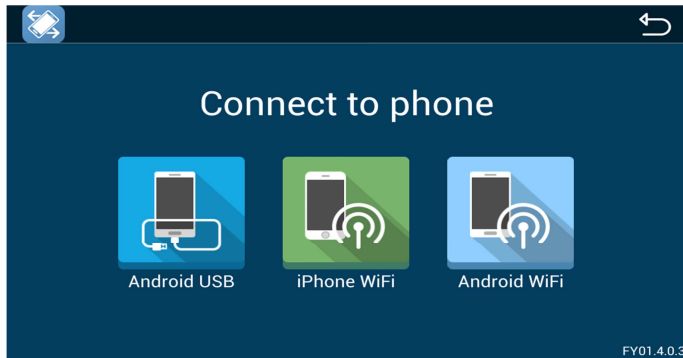 Connect to phone
Android USB
iPhone WiFi
Android WiFi
FY01.4.0.3